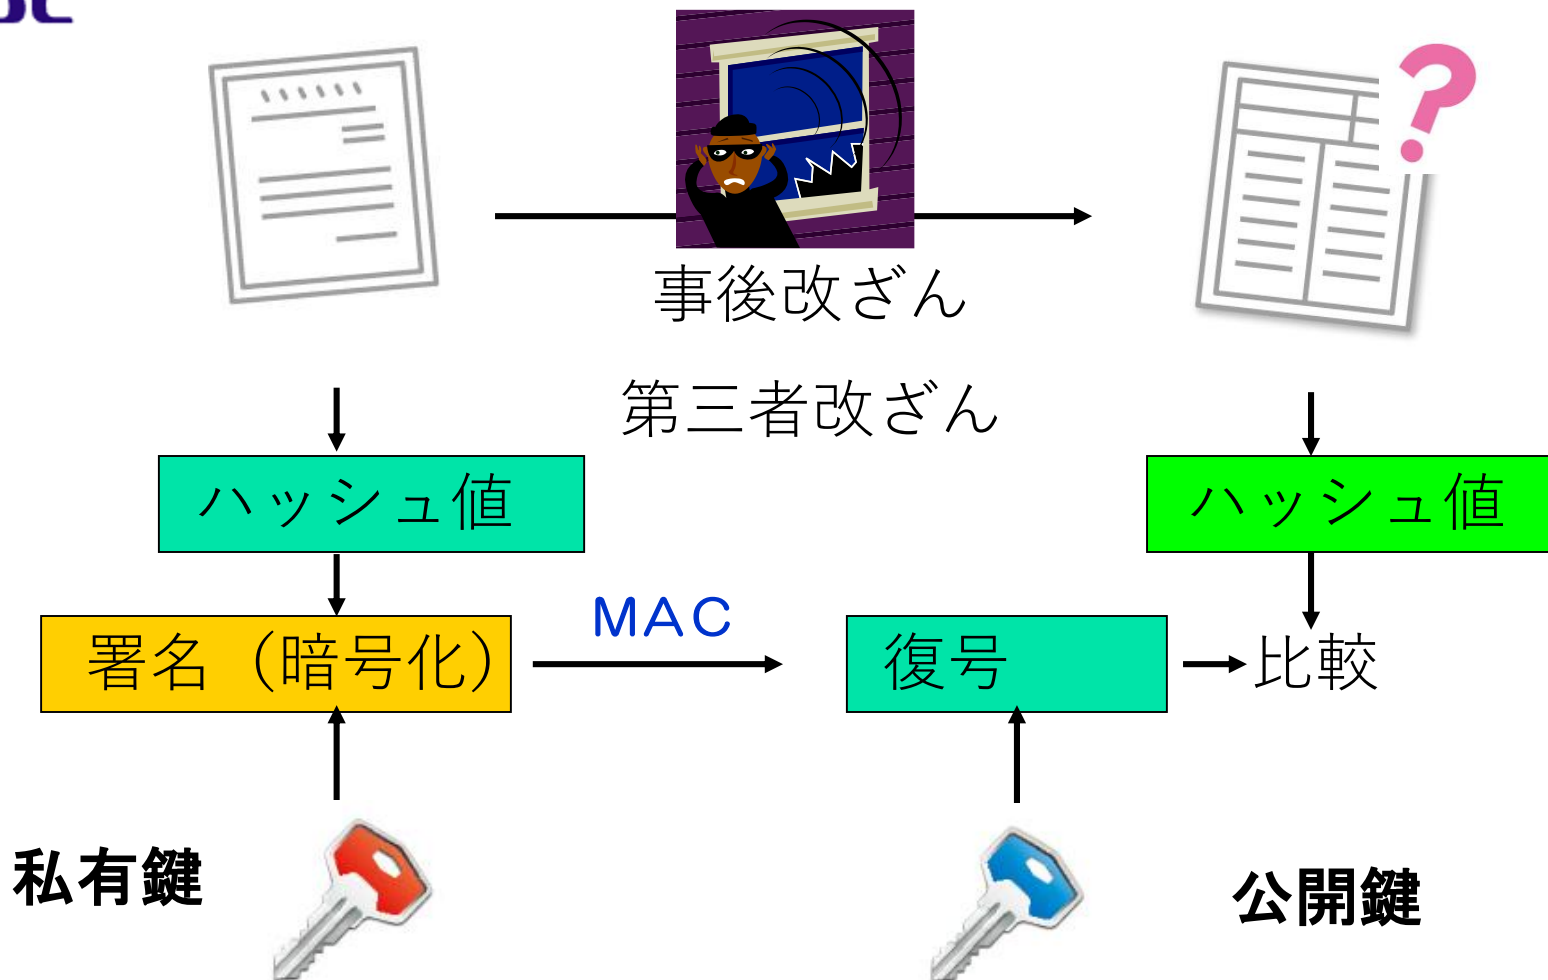 事後改ざん
第三者改ざん
ハッシュ値
ハッシュ値
署名（暗号化）
MAC
復号
比較
私有鍵
公開鍵